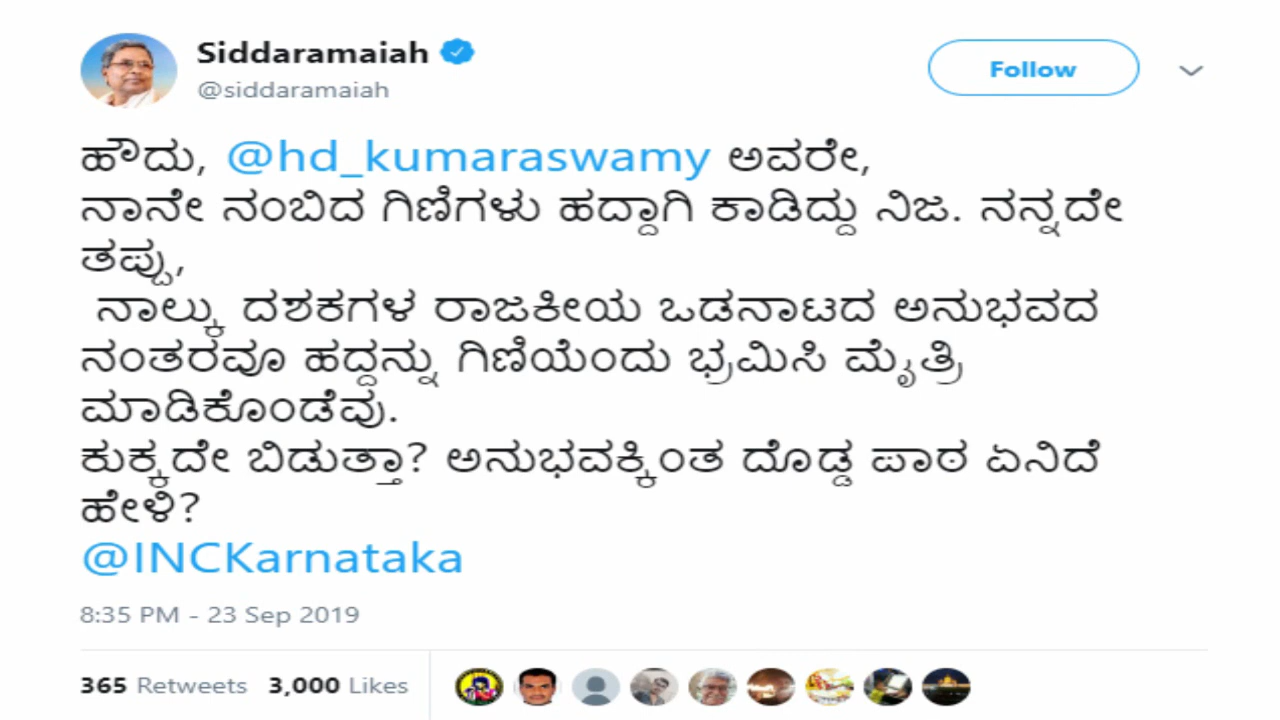 Siddaramaiah
@siddaramaiah
Follow
ಹೌದು, @hd_kumaraswamy ಅವರೇ,
ನಾನೇ ನಂಬಿದ ಗಿಣಿಗಳು ಹದ್ದಾಗಿ ಕಾಡಿದ್ದು ನಿಜ. ನನ್ನದೇ
ತಪ್ಪು,
ನಾಲ್ಕು ದಶಕಗಳ ರಾಜಕೀಯ ಒಡನಾಟದ ಅನುಭವದ
ನಂತರವೂ ಹದ್ದನ್ನು ಗಿಣಿಯೆಂದು ಭ್ರಮಿಸಿ ಮೈತ್ರಿ
ಮಾಡಿಕೊಂಡೆವು.
ಕುಕ್ಕದೇ ಬಿಡುತ್ತಾ? ಅನುಭವಕ್ಕಿಂತ ದೊಡ್ಡ ಪಾಠ ಏನಿದೆ
ಹೇಳಿ?
@INCKarnataka
8:35 PM - 23 Sep 2019
365 Retweets 3,000 Likes